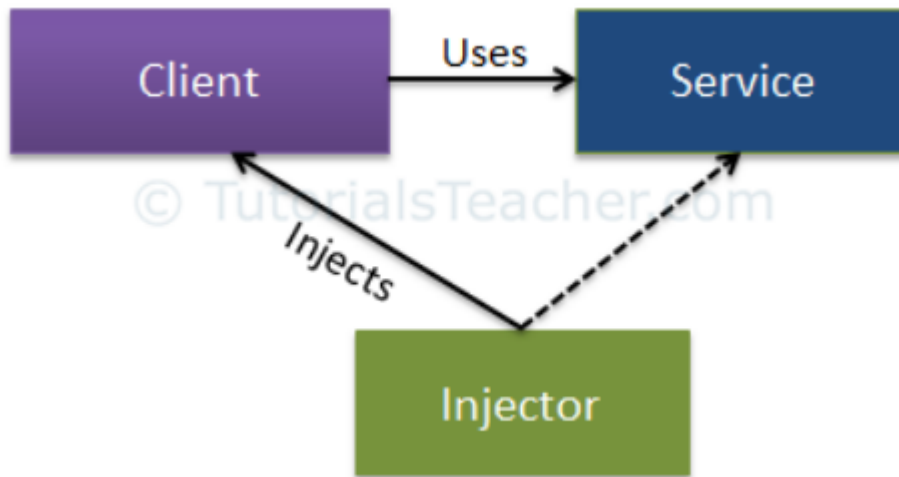 Client
Uses
Service
© TutorialsTeacher.com
Injects
Injector